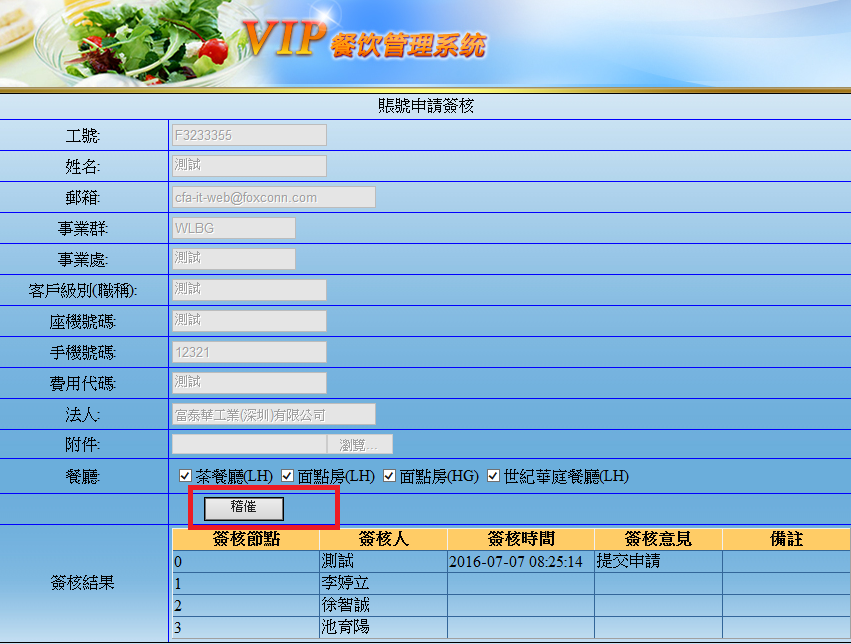 VIP 餐饮管理系统
賬號申請簽核
工號: F3233355
姓名: 測試
郵箱: cfa-it-web@foxconn.com
事業群: WLBG
事業處: 測試
客戶級別(職稱): 測試
座機號碼: 測試
手機號碼: 12321
費用代碼: 測試
法人: 富泰華工業(深圳)有限公司
附件: 瀏覽...
餐廳: 茶餐廳(LH) 面點房(LH) 面點房(HG) 世紀華庭餐廳(LH)
稽催
簽核結果
簽核節點 簽核人 簽核時間 簽核意見 備註
0 測試 2016-07-07 08:25:14 提交申請
1 李婷立
2 徐智誠
3 池育陽